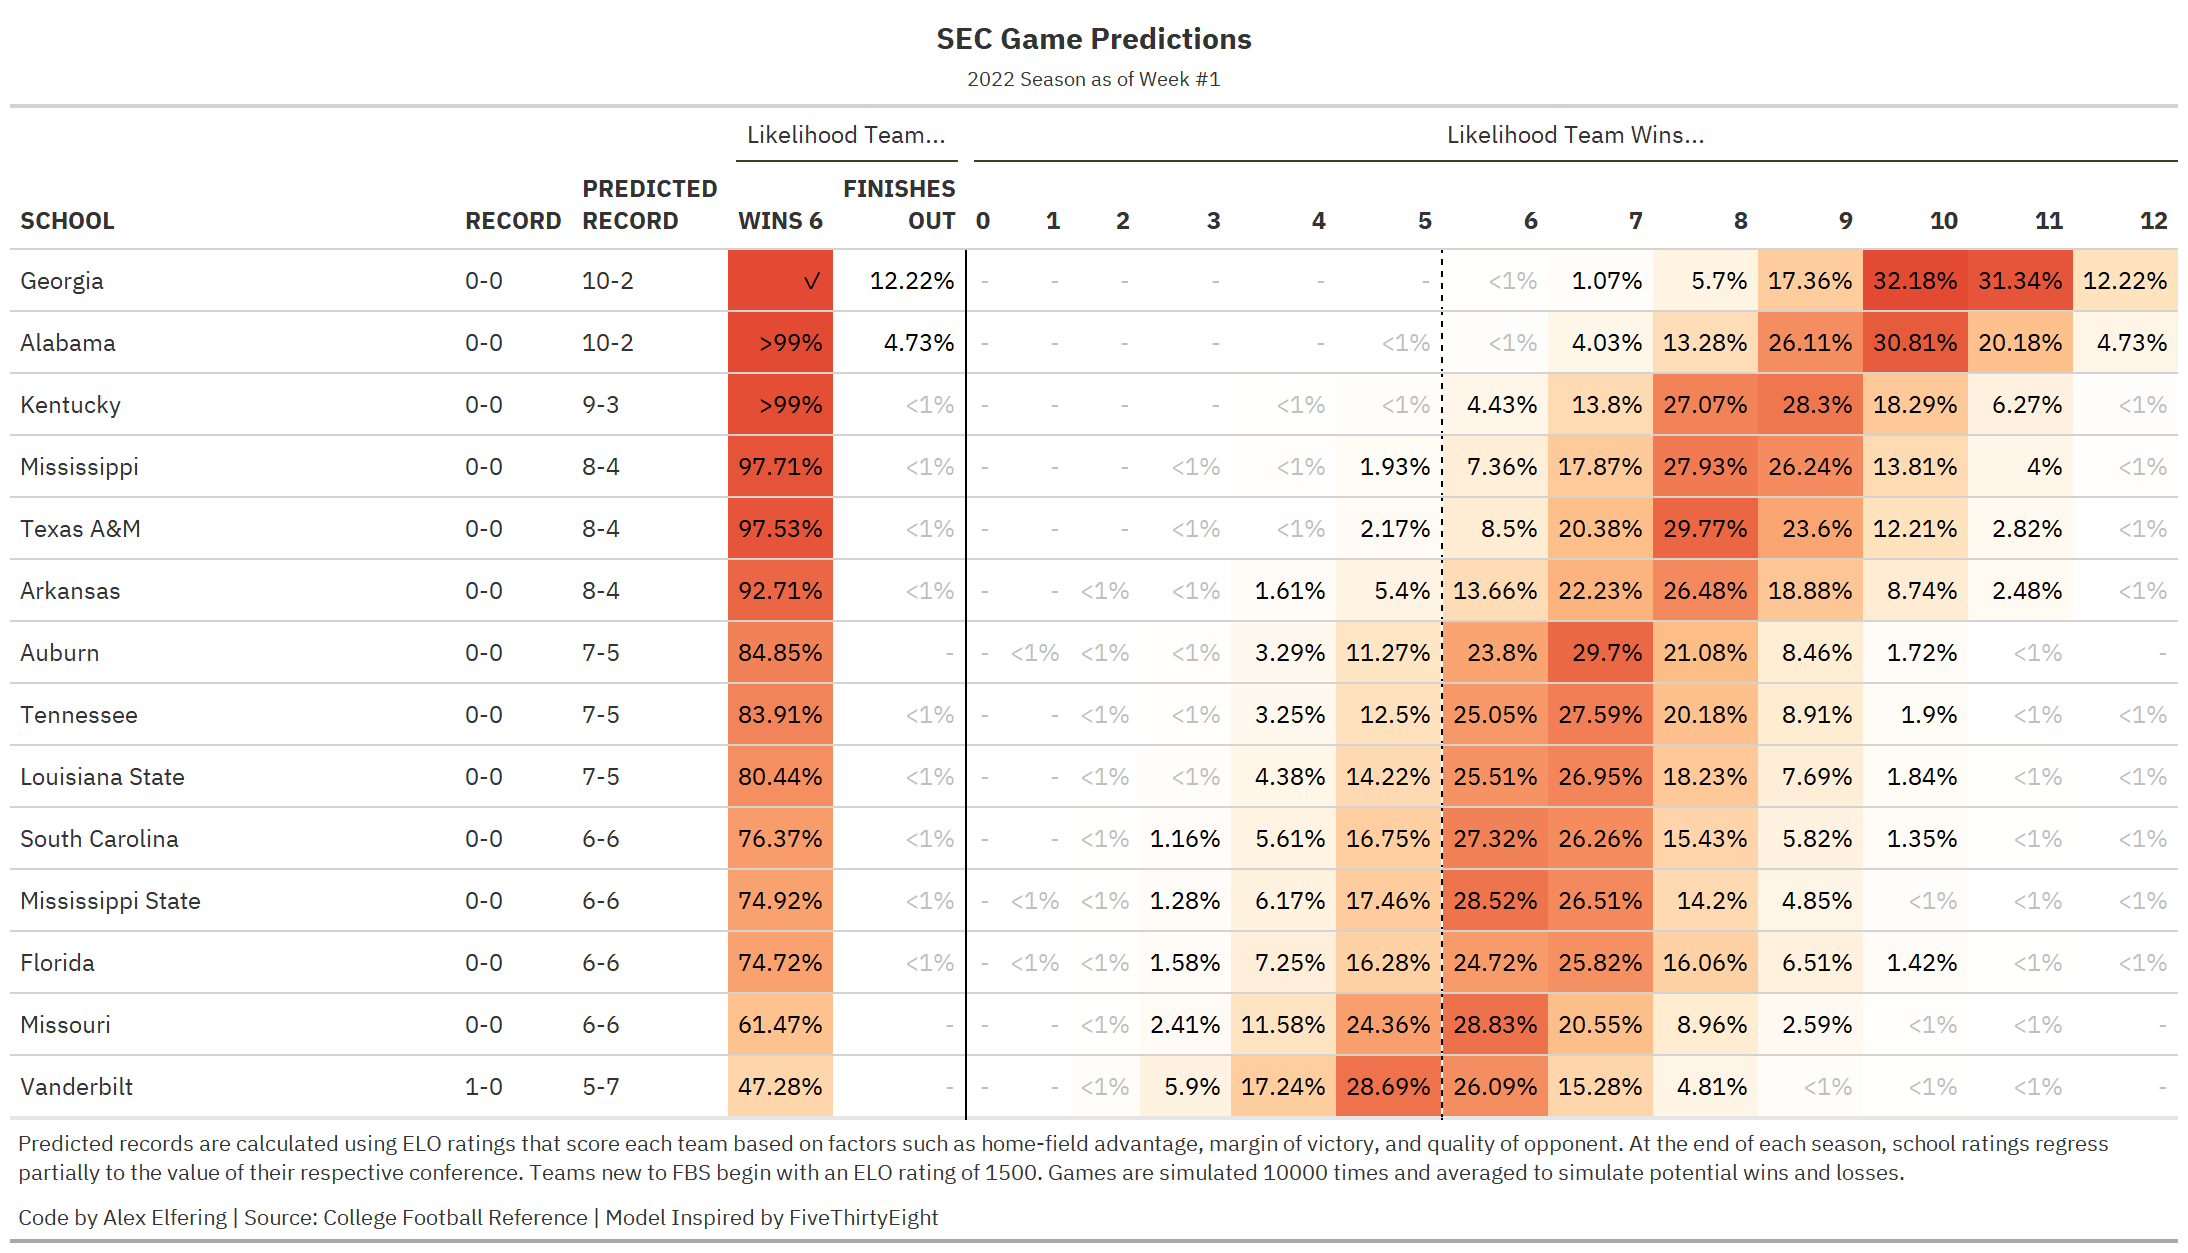 SEC Game Predictions
2022 Season as of Week #1
Likelihood Team... Likelihood Team Wins...
SCHOOL RECORD PREDICTED RECORD WINS 6 FINISHES OUT 0 1 2 3 4 5 6 7 8 9 10 11 12
Georgia 0-0 10-2 ✓ 12.22% - - - - - - <1% 1.07% 5.7% 17.36% 32.18% 31.34% 12.22%
Alabama 0-0 10-2 >99% 4.73% - - - - - <1% <1% 4.03% 13.28% 26.11% 30.81% 20.18% 4.73%
Kentucky 0-0 9-3 >99% <1% - - - - <1% <1% 4.43% 13.8% 27.07% 28.3% 18.29% 6.27% <1%
Mississippi 0-0 8-4 97.71% <1% - - - <1% <1% 1.93% 7.36% 17.87% 27.93% 26.24% 13.81% 4% <1%
Texas A&M 0-0 8-4 97.53% <1% - - - <1% <1% 2.17% 8.5% 20.38% 29.77% 23.6% 12.21% 2.82% <1%
Arkansas 0-0 8-4 92.71% <1% - - <1% <1% 1.61% 5.4% 13.66% 22.23% 26.48% 18.88% 8.74% 2.48% <1%
Auburn 0-0 7-5 84.85% - - <1% <1% <1% 3.29% 11.27% 23.8% 29.7% 21.08% 8.46% 1.72% <1% -
Tennessee 0-0 7-5 83.91% <1% - - <1% <1% 3.25% 12.5% 25.05% 27.59% 20.18% 8.91% 1.9% <1% <1%
Louisiana State 0-0 7-5 80.44% <1% - - <1% <1% 4.38% 14.22% 25.51% 26.95% 18.23% 7.69% 1.84% <1% <1%
South Carolina 0-0 6-6 76.37% <1% - - <1% 1.16% 5.61% 16.75% 27.32% 26.26% 15.43% 5.82% 1.35% <1% <1%
Mississippi State 0-0 6-6 74.92% <1% - <1% <1% 1.28% 6.17% 17.46% 28.52% 26.51% 14.2% 4.85% <1% <1% <1%
Florida 0-0 6-6 74.72% <1% - <1% <1% 1.58% 7.25% 16.28% 24.72% 25.82% 16.06% 6.51% 1.42% <1% <1%
Missouri 0-0 6-6 61.47% - - - <1% 2.41% 11.58% 24.36% 28.83% 20.55% 8.96% 2.59% <1% <1% -
Vanderbilt 1-0 5-7 47.28% - - - <1% 5.9% 17.24% 28.69% 26.09% 15.28% 4.81% <1% <1% <1% -
Predicted records are calculated using ELO ratings that score each team based on factors such as home-field advantage, margin of victory, and quality of opponent. At the end of each season, school ratings regress
partially to the value of their respective conference. Teams new to FBS begin with an ELO rating of 1500. Games are simulated 10000 times and averaged to simulate potential wins and losses.
Code by Alex Elfering | Source: College Football Reference | Model Inspired by FiveThirtyEight